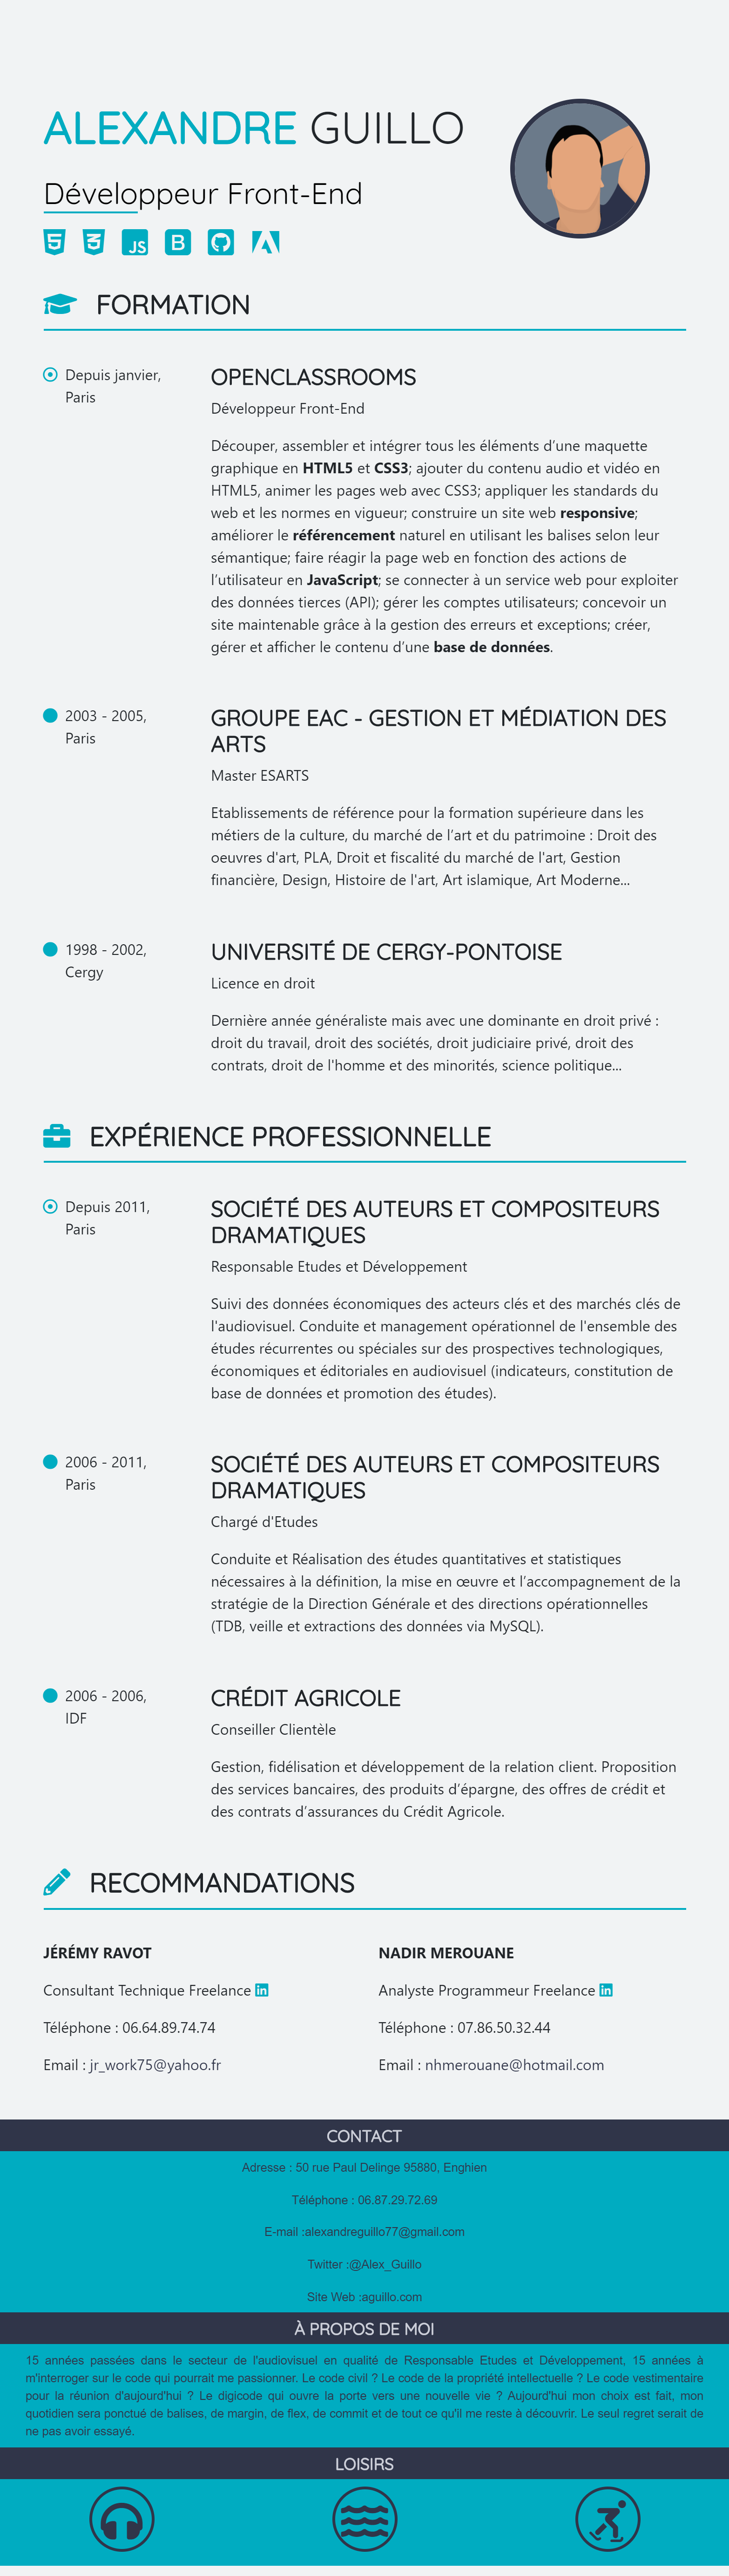 ALEXANDRE GUILLO
Développeur Front-End
JS B
FORMATION
Depuis janvier,
Paris
OPENCLASSROOMS
Développeur Front-End
Découper, assembler et intégrer tous les éléments d’une maquette
graphique en HTML5 et CSS3; ajouter du contenu audio et vidéo en
HTML5, animer les pages web avec CSS3; appliquer les standards du
web et les normes en vigueur; construire un site web responsive;
améliorer le référencement naturel en utilisant les balises selon leur
sémantique; faire réagir la page web en fonction des actions de
l’utilisateur en JavaScript; se connecter à un service web pour exploiter
des données tierces (API); gérer les comptes utilisateurs; concevoir un
site maintenable grâce à la gestion des erreurs et exceptions; créer,
gérer et afficher le contenu d’une base de données.
2003 - 2005,
Paris
GROUPE EAC - GESTION ET MÉDIATION DES
ARTS
Master ESARTS
Etablissements de référence pour la formation supérieure dans les
métiers de la culture, du marché de l’art et du patrimoine : Droit des
oeuvres d'art, PLA, Droit et fiscalité du marché de l'art, Gestion
financière, Design, Histoire de l'art, Art islamique, Art Moderne...
1998 - 2002,
Cergy
UNIVERSITÉ DE CERGY-PONTOISE
Licence en droit
Dernière année généraliste mais avec une dominante en droit privé :
droit du travail, droit des sociétés, droit judiciaire privé, droit des
contrats, droit de l'homme et des minorités, science politique...
EXPÉRIENCE PROFESSIONNELLE
Depuis 2011,
Paris
SOCIÉTÉ DES AUTEURS ET COMPOSITEURS
DRAMATIQUES
Responsable Etudes et Développement
Suivi des données économiques des acteurs clés et des marchés clés de
l'audiovisuel. Conduite et management opérationnel de l'ensemble des
études récurrentes ou spéciales sur des prospectives technologiques,
économiques et éditoriales en audiovisuel (indicateurs, constitution de
base de données et promotion des études).
2006 - 2011,
Paris
SOCIÉTÉ DES AUTEURS ET COMPOSITEURS
DRAMATIQUES
Chargé d'Etudes
Conduite et Réalisation des études quantitatives et statistiques
nécessaires à la définition, la mise en œuvre et l’accompagnement de la
stratégie de la Direction Générale et des directions opérationnelles
(TDB, veille et extractions des données via MySQL).
2006 - 2006,
IDF
CRÉDIT AGRICOLE
Conseiller Clientèle
Gestion, fidélisation et développement de la relation client. Proposition
des services bancaires, des produits d’épargne, des offres de crédit et
des contrats d’assurances du Crédit Agricole.
RECOMMANDATIONS
JÉRÉMY RAVOT
Consultant Technique Freelance in
Téléphone : 06.64.89.74.74
Email : jr_work75@yahoo.fr
NADIR MEROUANE
Analyste Programmeur Freelance in
Téléphone : 07.86.50.32.44
Email : nhmerouane@hotmail.com
CONTACT
Adresse : 50 rue Paul Delinge 95880, Enghien
Téléphone : 06.87.29.72.69
E-mail :alexandreguillo77@gmail.com
Twitter :@Alex_Guillo
Site Web :aguillo.com
À PROPOS DE MOI
15 années passées dans le secteur de l'audiovisuel en qualité de Responsable Etudes et Développement, 15 années à
m'interroger sur le code qui pourrait me passionner. Le code civil ? Le code de la propriété intellectuelle ? Le code vestimentaire
pour la réunion d'aujourd'hui ? Le digicode qui ouvre la porte vers une nouvelle vie ? Aujourd'hui mon choix est fait, mon
quotidien sera ponctué de balises, de margin, de flex, de commit et de tout ce qu'il me reste à découvrir. Le seul regret serait de
ne pas avoir essayé.
LOISIRS